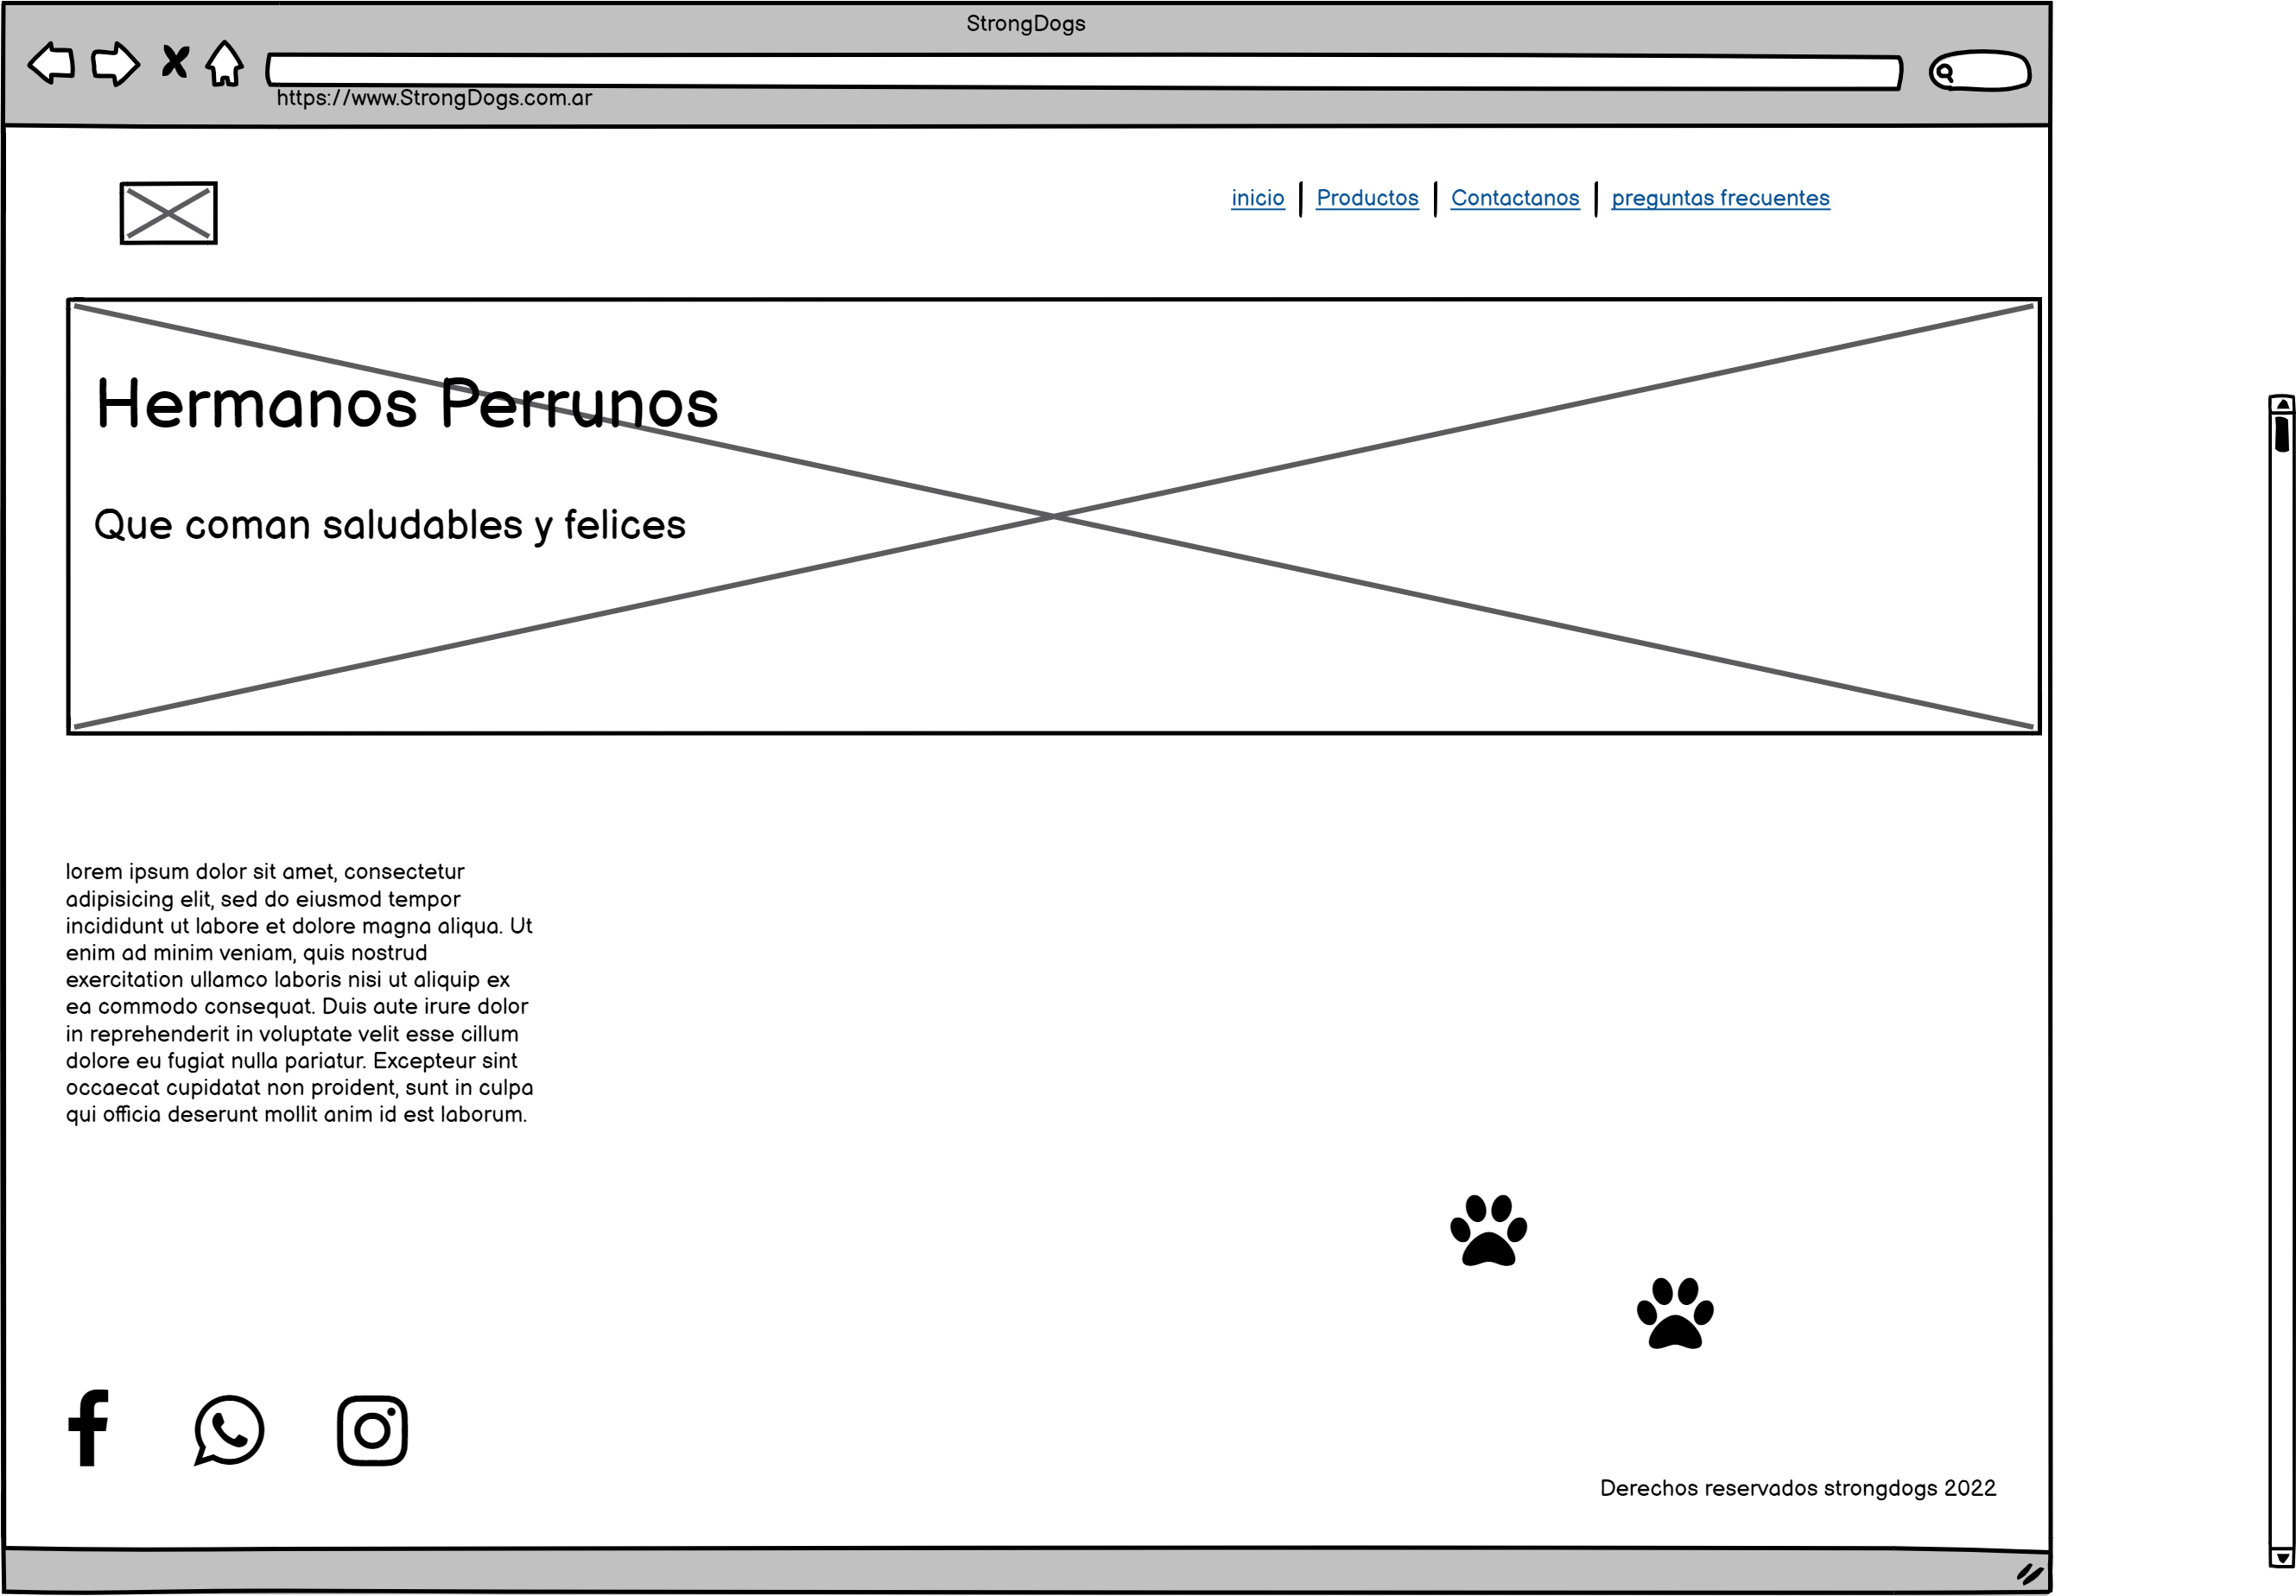 StrongDogs
https://www.StrongDogs.com.ar
inicio | Productos | Contactanos | preguntas frecuentes
Hermanos Perrunos
Que coman saludables y felices
lorem ipsum dolor sit amet, consectetur
adipisicing elit, sed do eiusmod tempor
incididunt ut labore et dolore magna aliqua. Ut
enim ad minim veniam, quis nostrud
exercitation ullamco laboris nisi ut aliquip ex
ea commodo consequat. Duis aute irure dolor
in reprehenderit in voluptate velit esse cillum
dolore eu fugiat nulla pariatur. Excepteur sint
occaecat cupidatat non proident, sunt in culpa
qui officia deserunt mollit anim id est laborum.
Derechos reservados strongdogs 2022